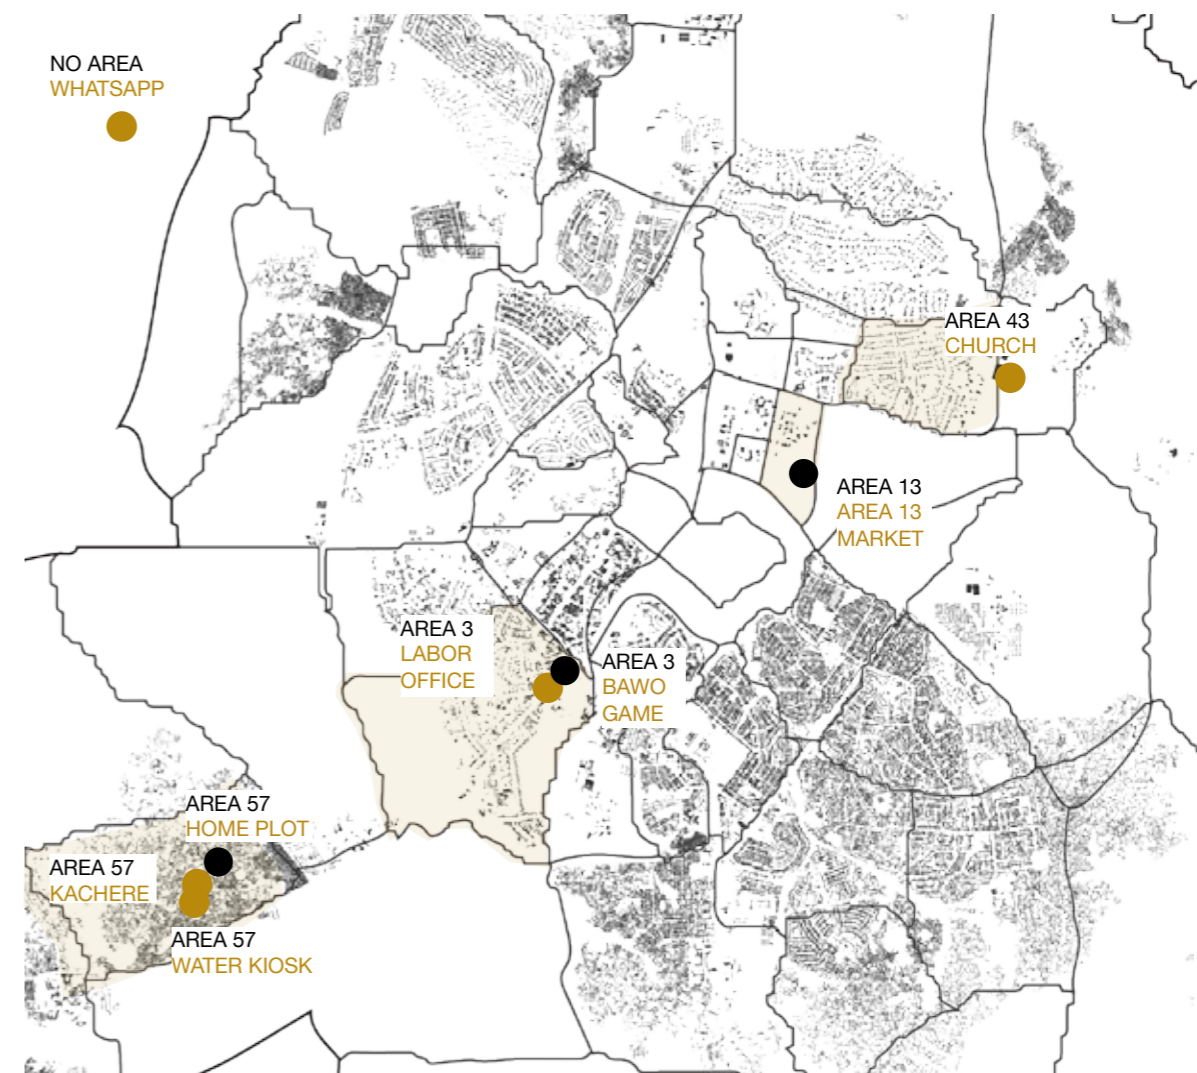 NO AREA
WHATSAPP
AREA 43
CHURCH
AREA 13
AREA 13
MARKET
AREA 3
LABOR
OFFICE
AREA 3
BAWO
GAME
AREA 57
HOME PLOT
AREA 57
KACHERE
AREA 57
WATER KIOSK